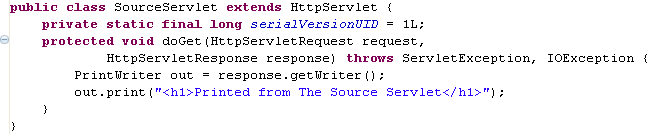 public class SourceServlet extends HttpServlet {
    private static final long serialVersionUID = 1L;
    protected void doGet(HttpServletRequest request,
            HttpServletResponse response) throws ServletException, IOException {
        PrintWriter out = response.getWriter();
        out.print("<h1>Printed from The Source Servlet</h1>");
    }
}